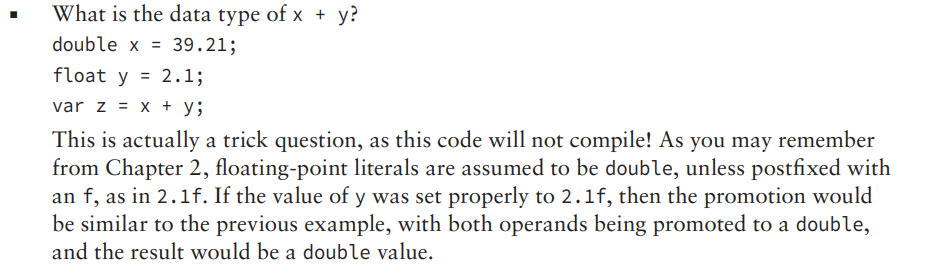 ▪ What is the data type of x + y?
double x = 39.21;
float y = 2.1;
var z = x + y;
This is actually a trick question, as this code will not compile! As you may remember
from Chapter 2, floating-point literals are assumed to be double, unless postfixed with
an f, as in 2.1f. If the value of y was set properly to 2.1f, then the promotion would
be similar to the previous example, with both operands being promoted to a double,
and the result would be a double value.